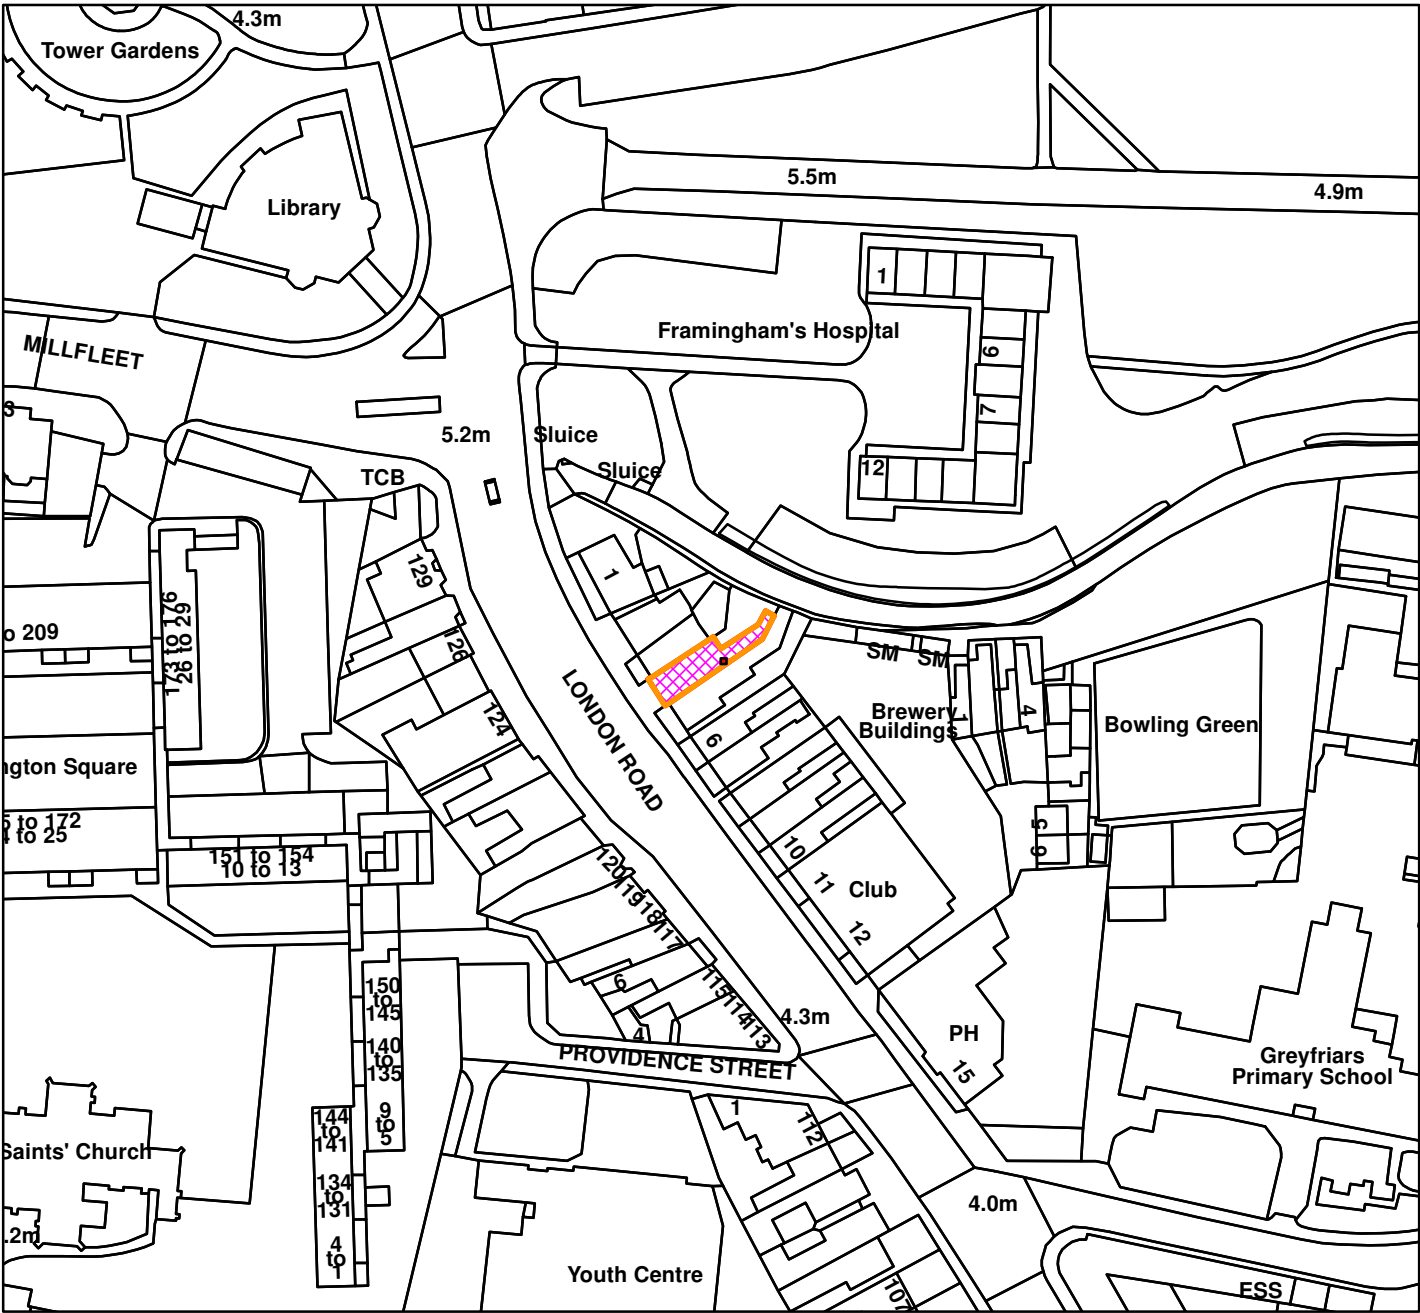 4.3m
Tower Gardens
5.5m
4.9m
Library
1
Framingham's Hospital
MILLFLEET
6
7
3
5.2m
Sluice
Sluice
12
TCB
129
1
173 to 176
26 to 29
o 209
126
SM
SM
LONDON ROAD
124
6
Brewery
Buildings
1
4
Bowling Green
ngton Square
5 to 172
4 to 25
151 to 154
10 to 13
5
6
10
11
Club
12
120
119
118
117
6
115
114
113
4
4.3m
150
to
145
140
to
135
9
to
5
PROVIDENCE STREET
PH
15
Greyfriars
Primary School
1
112
144
to
141
Saints' Church
134
to
131
4.0m
.2m
4
to
1
Youth Centre
107
ESS